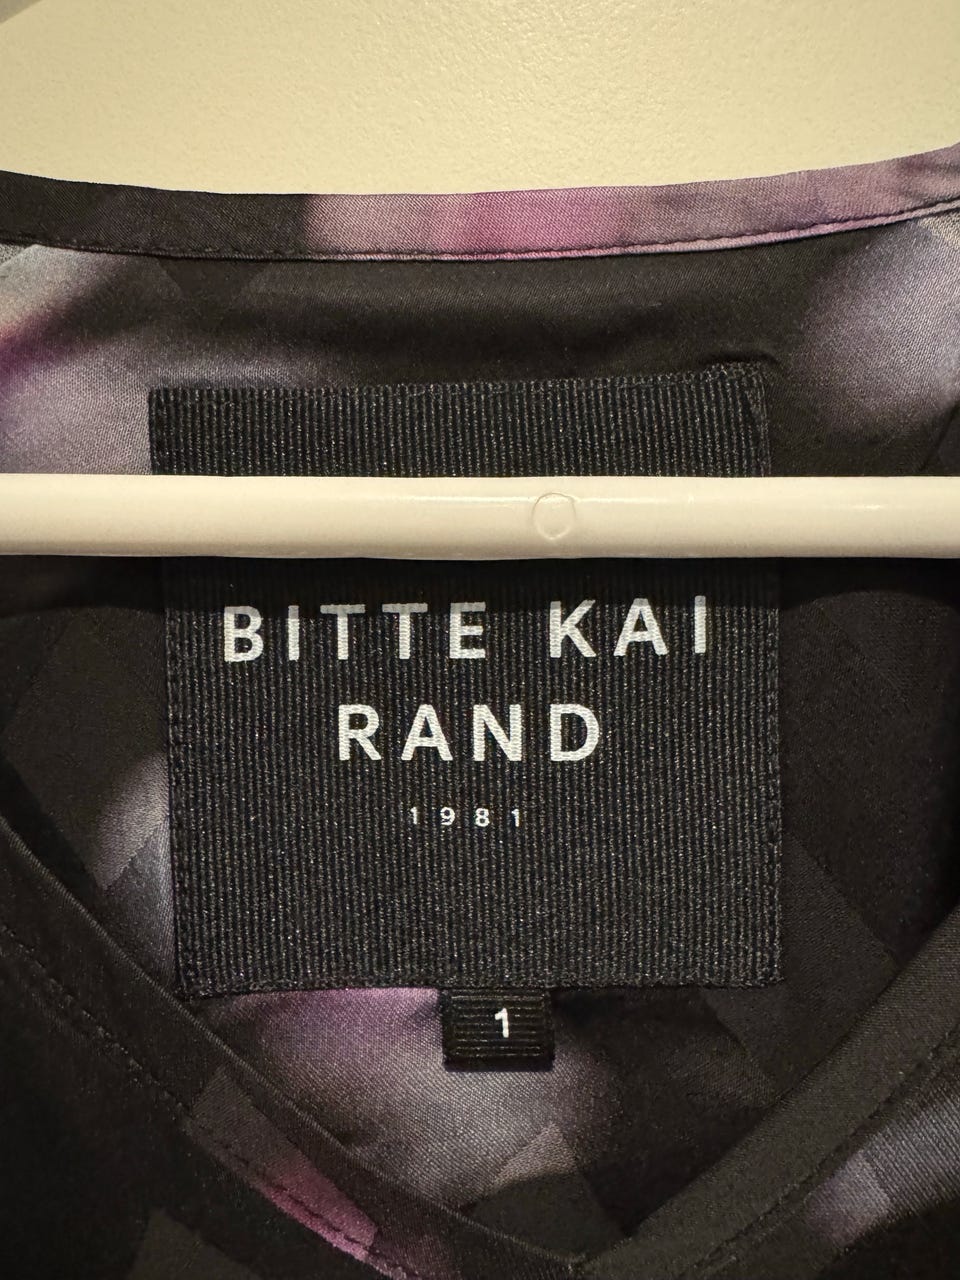 BITTE KAI
RAND
1981
1